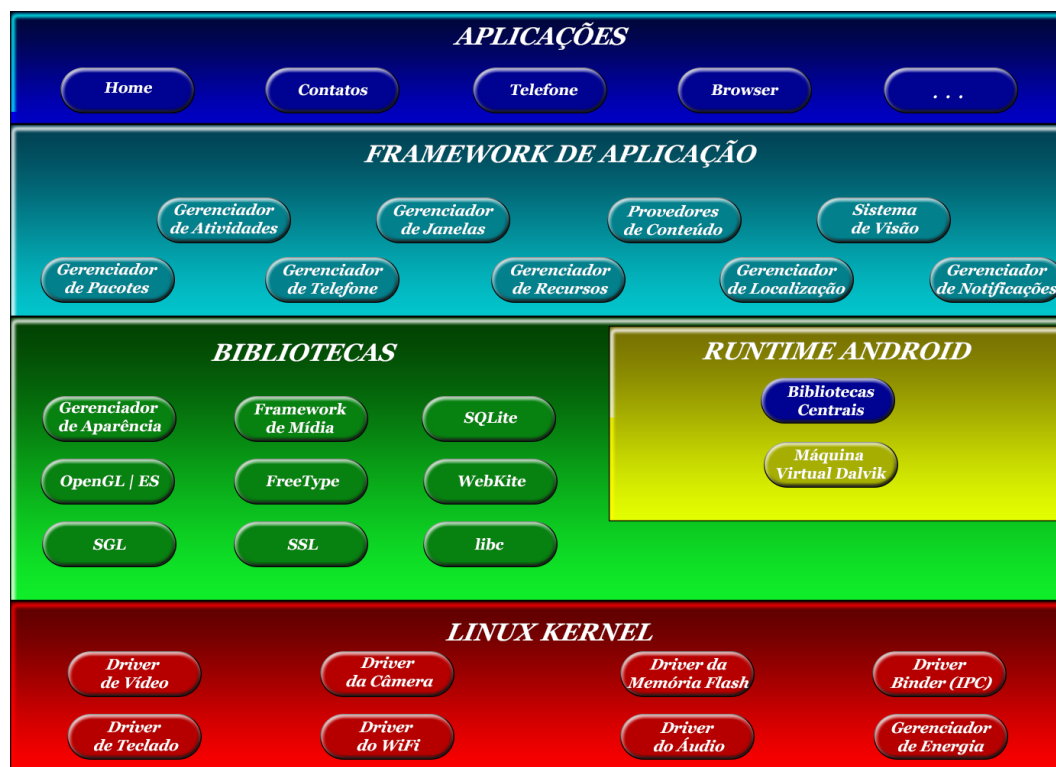 APLICAÇÕES
Home
Contatos
Telefone
Browser
. . .
FRAMEWORK DE APLICAÇÃO
Gerenciador
de Atividades
Gerenciador
de Janelas
Provedores
de Conteúdo
Sistema
de Visão
Gerenciador
de Pacotes
Gerenciador
de Telefone
Gerenciador
de Recursos
Gerenciador
de Localização
Gerenciador
de Notificações
BIBLIOTECAS
Gerenciador
de Aparência
Framework
de Mídia
SQLite
OpenGL | ES
FreeType
WebKite
SGL
SSL
libc
RUNTIME ANDROID
Bibliotecas
Centrais
Máquina
Virtual Dalvik
LINUX KERNEL
Driver
de Vídeo
Driver
da Câmera
Driver da
Memória Flash
Driver
Binder (IPC)
Driver
de Teclado
Driver
do WiFi
Driver
do Áudio
Gerenciador
de Energia